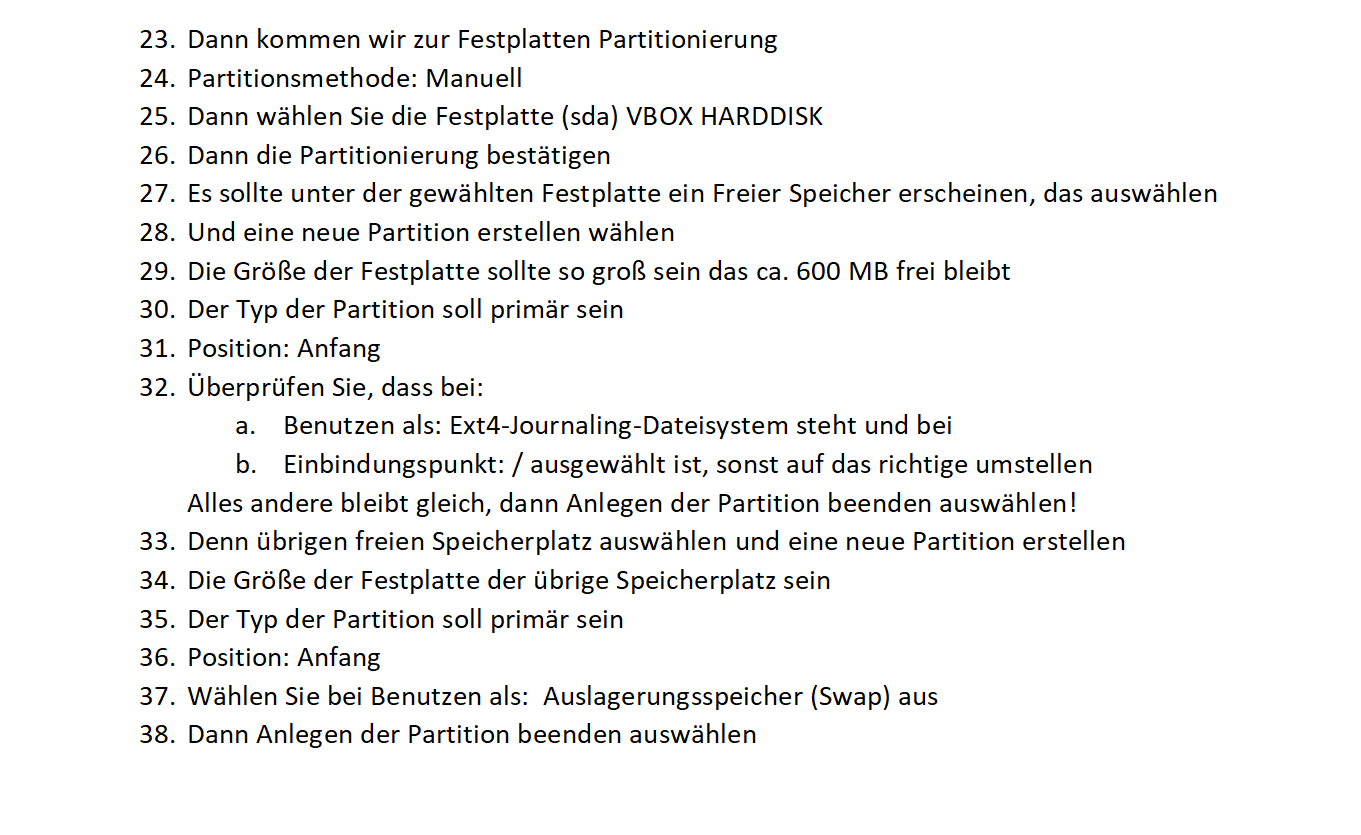 23. Dann kommen wir zur Festplatten Partitionierung
24. Partitionsmethode: Manuell
25. Dann wählen Sie die Festplatte (sda) VBOX HARDDISK
26. Dann die Partitionierung bestätigen
27. Es sollte unter der gewählten Festplatte ein Freier Speicher erscheinen, das auswählen
28. Und eine neue Partition erstellen wählen
29. Die Größe der Festplatte sollte so groß sein das ca. 600 MB frei bleibt
30. Der Typ der Partition soll primär sein
31. Position: Anfang
32. Überprüfen Sie, dass bei:
a. Benutzen als: Ext4-Journaling-Dateisystem steht und bei
b. Einbindungspunkt: / ausgewählt ist, sonst auf das richtige umstellen
Alles andere bleibt gleich, dann Anlegen der Partition beenden auswählen!
33. Denn übrigen freien Speicherplatz auswählen und eine neue Partition erstellen
34. Die Größe der Festplatte der übrige Speicherplatz sein
35. Der Typ der Partition soll primär sein
36. Position: Anfang
37. Wählen Sie bei Benutzen als:  Auslagerungsspeicher (Swap) aus
38. Dann Anlegen der Partition beenden auswählen